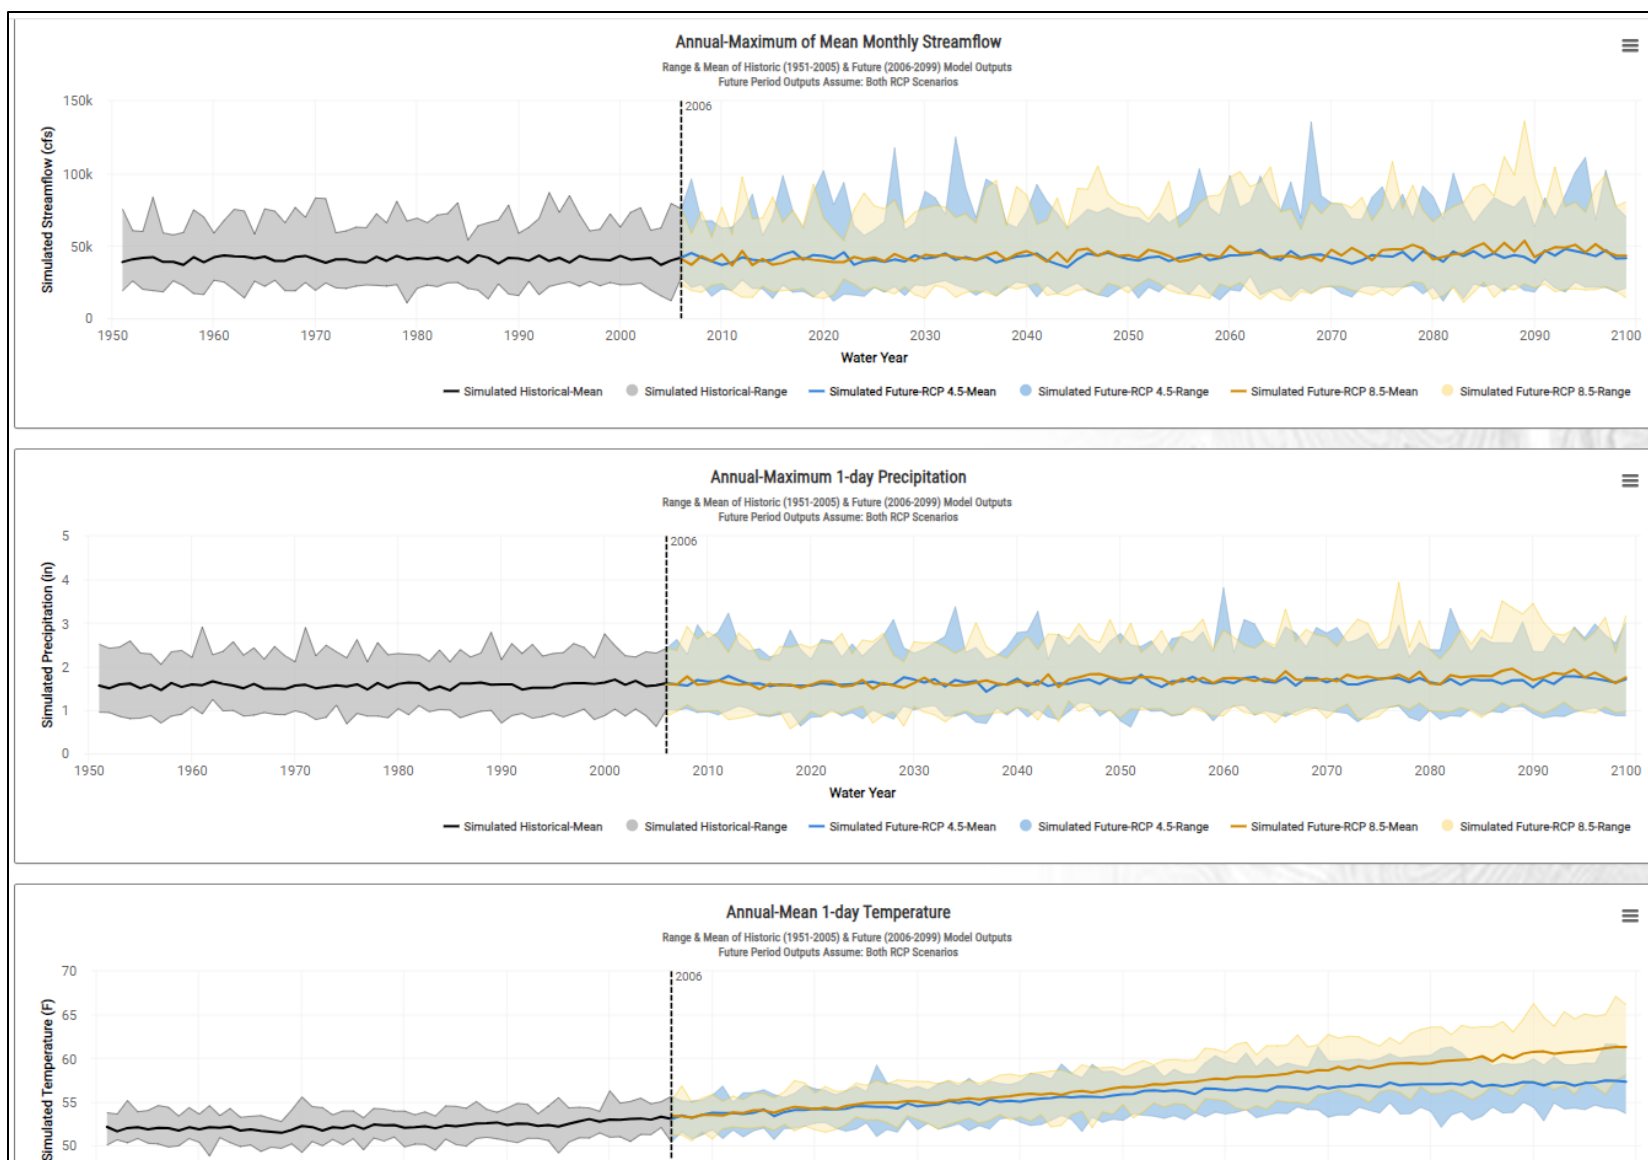 Annual-Maximum of Mean Monthly Streamflow
Range & Mean of Historic (1951-2005) & Future (2006-2099) Model Outputs
Future Period Outputs Assume: Both RCP Scenarios
Simulated Streamflow (cfs)
150k
100k
50k
0
2006
1950 1960 1970 1980 1990 2000 2010 2020 2030 2040 2050 2060 2070 2080 2090 2100
Water Year
Simulated Historical-Mean Simulated Historical-Range Simulated Future-RCP 4.5-Mean Simulated Future-RCP 4.5-Range Simulated Future-RCP 8.5-Mean Simulated Future-RCP 8.5-Range
Annual-Maximum 1-day Precipitation
Range & Mean of Historic (1951-2005) & Future (2006-2099) Model Outputs
Future Period Outputs Assume: Both RCP Scenarios
Simulated Precipitation (in)
5
4
3
2
1
0
2006
1950 1960 1970 1980 1990 2000 2010 2020 2030 2040 2050 2060 2070 2080 2090 2100
Water Year
Simulated Historical-Mean Simulated Historical-Range Simulated Future-RCP 4.5-Mean Simulated Future-RCP 4.5-Range Simulated Future-RCP 8.5-Mean Simulated Future-RCP 8.5-Range
Annual-Mean 1-day Temperature
Range & Mean of Historic (1951-2005) & Future (2006-2099) Model Outputs
Future Period Outputs Assume: Both RCP Scenarios
Simulated Temperature (F)
70
65
60
55
50
2006